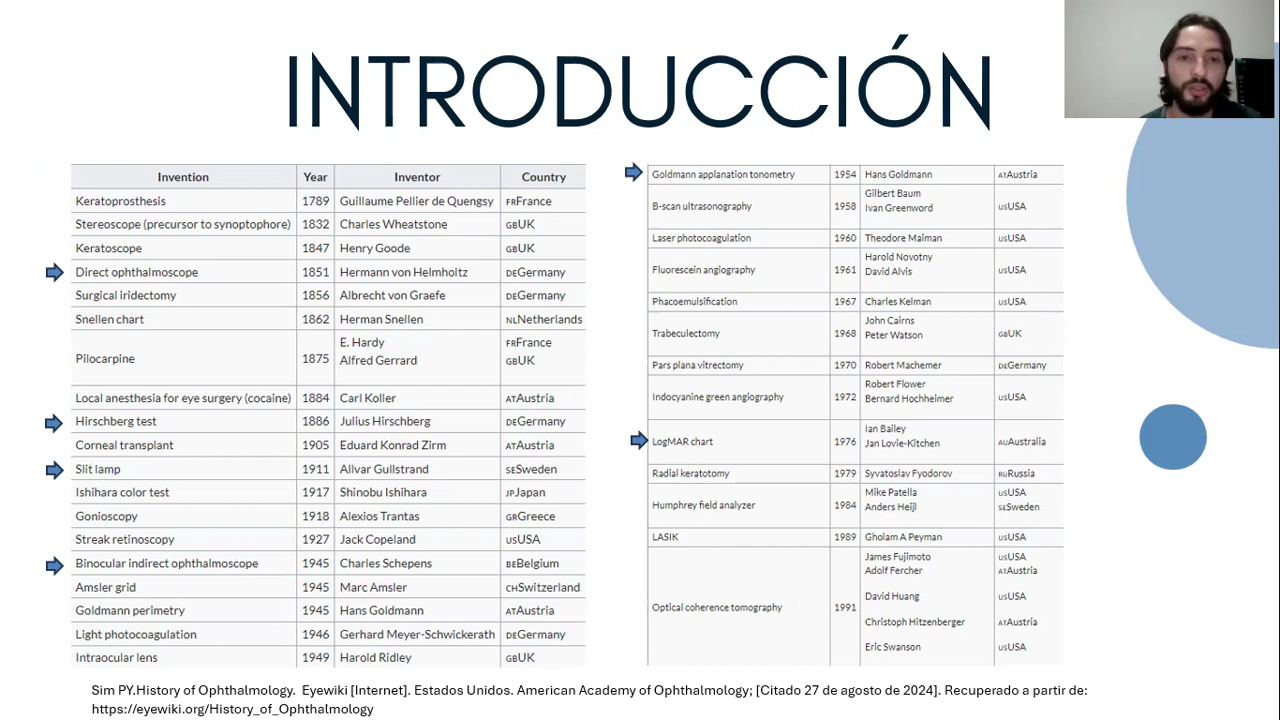 INTRODUCCIÓN
Invention Year Inventor Country
Keratoprosthesis 1789 Guillaume Pellier de Quengsy FRFrance
Stereoscope (precursor to synoptophore) 1832 Charles Wheatstone GBUK
Keratoscope 1847 Henry Goode GBUK
Direct ophthalmoscope 1851 Hermann von Helmholtz DEGermany
Surgical iridectomy 1856 Albrecht von Graefe DEGermany
Snellen chart 1862 Herman Snellen NLNetherlands
Pilocarpine 1875 E. Hardy FRFrance
Alfred Gerrard GBUK
Local anesthesia for eye surgery (cocaine) 1884 Carl Koller ATAustria
Hirschberg test 1886 Julius Hirschberg DEGermany
Corneal transplant 1905 Eduard Konrad Zirm ATAustria
Slit lamp 1911 Allvar Gullstrand SESweden
Ishihara color test 1917 Shinobu Ishihara JPJapan
Gonioscopy 1918 Alexios Trantas GRGreece
Streak retinoscopy 1927 Jack Copeland USUSA
Binocular indirect ophthalmoscope 1945 Charles Schepens BEBelgium
Amsler grid 1945 Marc Amsler CHSwitzerland
Goldmann perimetry 1945 Hans Goldmann ATAustria
Light photocoagulation 1946 Gerhard Meyer-Schwickerath DEGermany
Intraocular lens 1949 Harold Ridley GBUK
Goldmann applanation tonometry 1954 Hans Goldmann ATAustria
B-scan ultrasonography 1958 Gilbert Baum USUSA
Ivan Greenword
Laser photocoagulation 1960 Theodore Maiman USUSA
Fluorescein angiography 1961 Harold Novotny USUSA
David Alvis
Phacoemulsification 1967 Charles Kelman USUSA
Trabeculectomy 1968 John Cairns GBUK
Peter Watson
Pars plana vitrectomy 1970 Robert Machemer DEGermany
Indocyanine green angiography 1972 Robert Flower USUSA
Bernard Hochheimer
LogMAR chart 1976 Ian Bailey AUAustralia
Jan Lovie-Kitchen
Radial keratotomy 1979 Syvatoslav Fyodorov RURussia
Humphrey field analyzer 1984 Mike Patella USUSA
Anders Heijl SESweden
LASIK 1989 Gholam A Peyman USUSA
Optical coherence tomography 1991 James Fujimoto USUSA
Adolf Fercher ATAustria
David Huang USUSA
Christoph Hitzenberger ATAustria
Eric Swanson USUSA
Sim PY.History of Ophthalmology. Eyewiki [Internet]. Estados Unidos. American Academy of Ophthalmology; [Citado 27 de agosto de 2024]. Recuperado a partir de:
https://eyewiki.org/History_of_Ophthalmology